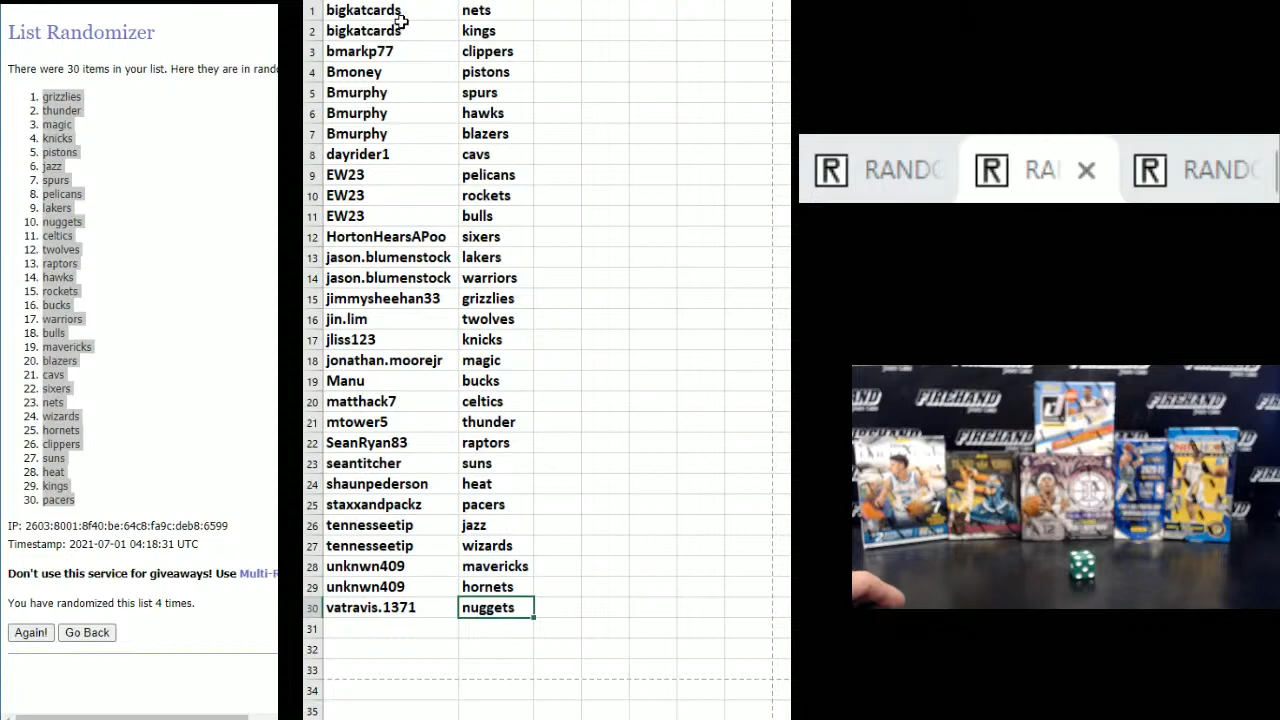 List Randomizer
There were 30 items in your list. Here they are in rando
1. grizzlies
2. thunder
3. magic
4. knicks
5. pistons
6. jazz
7. spurs
8. pelicans
9. lakers
10. nuggets
11. celtics
12. twolves
13. raptors
14. hawks
15. rockets
16. bucks
17. warriors
18. bulls
19. mavericks
20. blazers
21. cavs
22. sixers
23. nets
24. wizards
25. hornets
26. clippers
27. suns
28. heat
29. kings
30. pacers
IP: 2603:8001:8f40:be:64c8:fa9c:deb8:6599
Timestamp: 2021-07-01 04:18:31 UTC
Don't use this service for giveaways! Use Multi-R
You have randomized this list 4 times.
Again! Go Back
1 bigkatcards nets
2 bigkatcards kings
3 bmarkp77 clippers
4 Bmoney pistons
5 Bmurphy spurs
6 Bmurphy hawks
7 Bmurphy blazers
8 dayrider1 cavs
9 EW23 pelicans
10 EW23 rockets
11 EW23 bulls
12 HortonHearsAPoo sixers
13 jason.blumenstock lakers
14 jason.blumenstock warriors
15 jimmysheehan33 grizzlies
16 jin.lim twolves
17 jliss123 knicks
18 jonathan.moorejr magic
19 Manu bucks
20 matthack7 celtics
21 mtower5 thunder
22 SeanRyan83 raptors
23 seantitcher suns
24 shaunpederson heat
25 staxxandpackz pacers
26 tennesseetip jazz
27 tennesseetip wizards
28 unknwn409 mavericks
29 unknwn409 hornets
30 vatravis.1371 nuggets
31
32
33
34
35
R RANDO R RA R RANDO
FIREHAND
FIREHAND
FIREHAND
FIREHAND